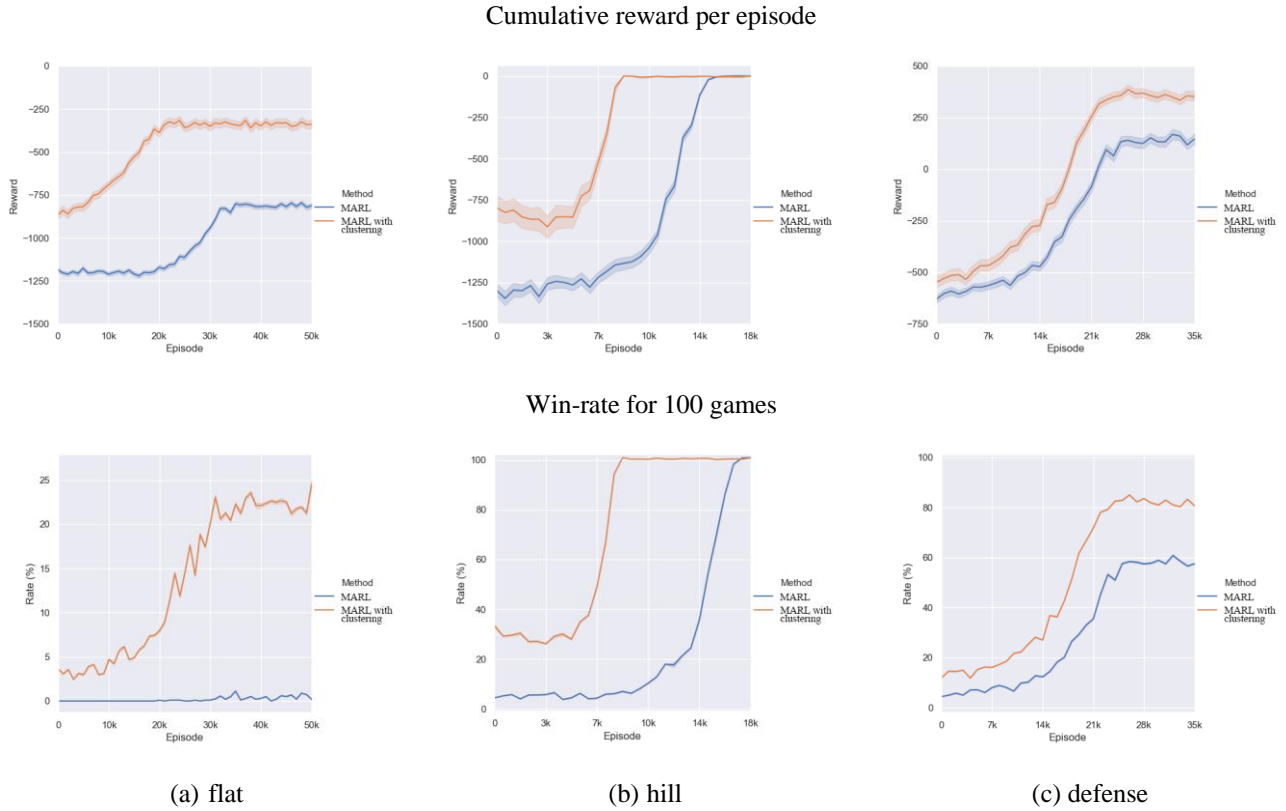 Cumulative reward per episode
0
−250
−500
−750
−1000
−1250
−1500
Reward
0
10k
20k
30k
40k
50k
Episode
Method
MARL
MARL with
clustering
0
−250
−500
−750
−1000
−1250
−1500
Reward
0
3k
7k
10k
14k
18k
Episode
Method
MARL
MARL with
clustering
500
250
0
−250
−500
−750
Reward
0
7k
14k
21k
28k
35k
Episode
Method
MARL
MARL with
clustering
Win-rate for 100 games
25
20
15
10
5
0
Rate (%)
0
10k
20k
30k
40k
50k
Episode
Method
MARL
MARL with
clustering
100
80
60
40
20
0
Rate (%)
0
3k
7k
10k
14k
18k
Episode
Method
MARL
MARL with
clustering
100
80
60
40
20
0
Rate (%)
0
7k
14k
21k
28k
35k
Episode
Method
MARL
MARL with
clustering
(a) flat
(b) hill
(c) defense